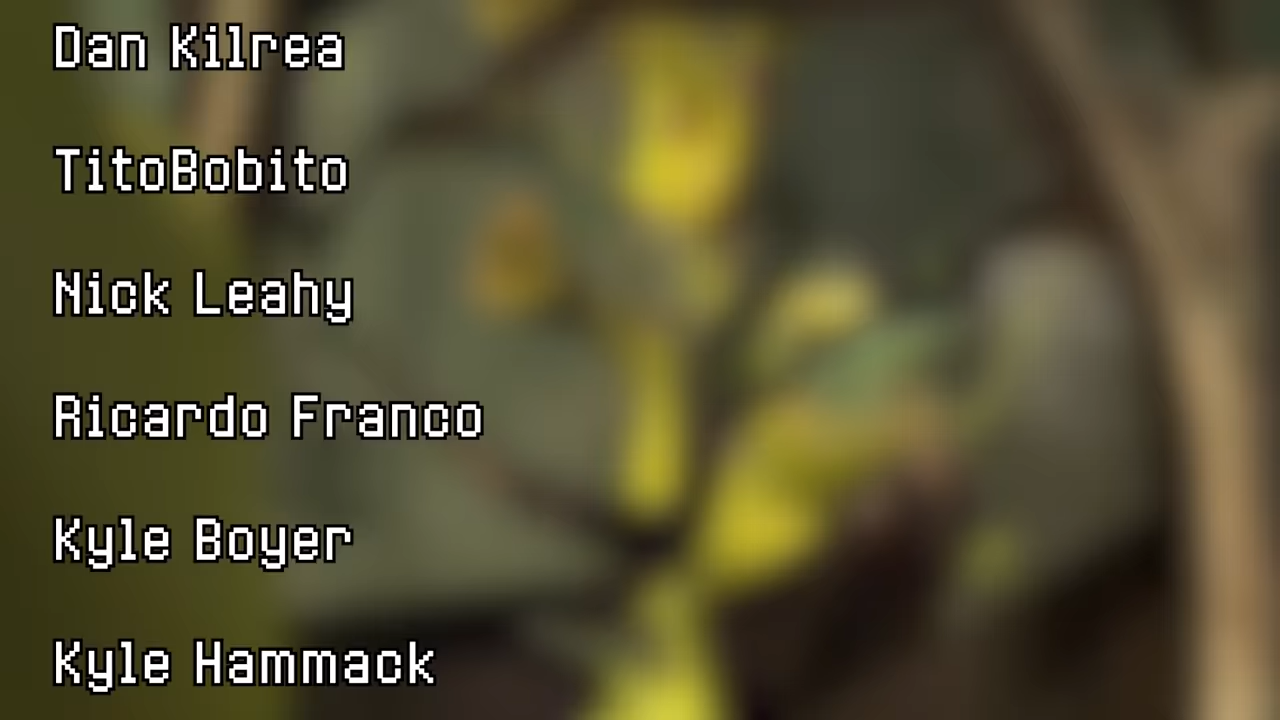 Dan Kilrea
TitoBobito
Nick Leahy
Ricardo Franco
Kyle Boyer
Kyle Hammack